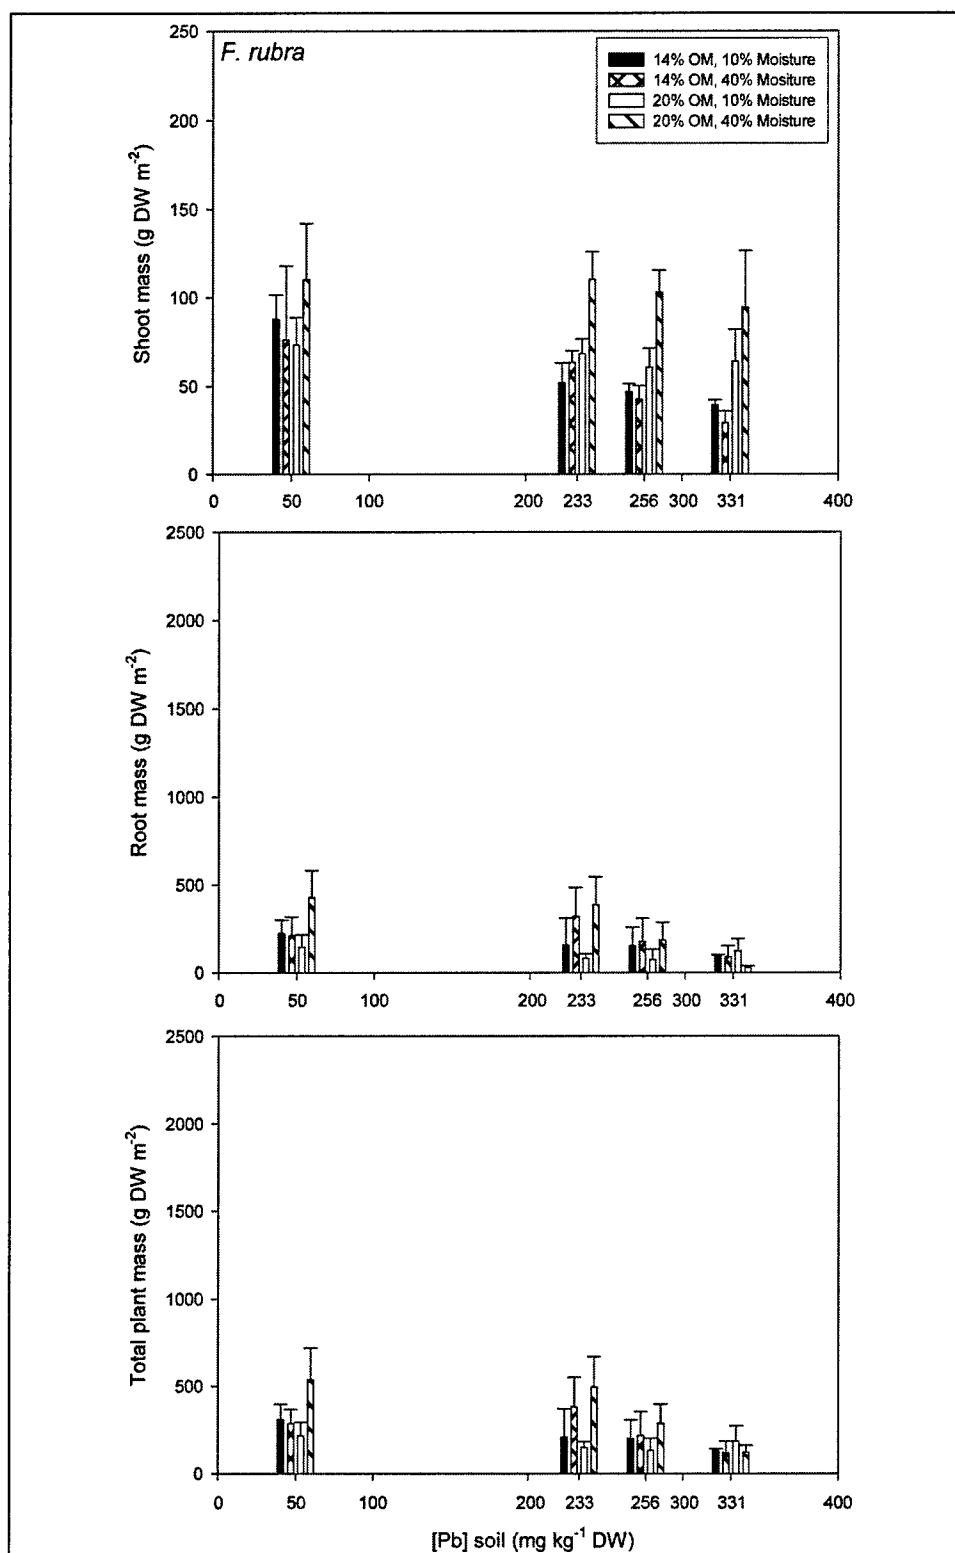 F. rubra
14% OM, 10% Moisture
14% OM, 40% Mositure
20% OM, 10% Moisture
20% OM, 40% Moisture
Shoot mass (g DW m-2)
250
200
150
100
50
0
0 50 100 200 233 256 300 331 400
Root mass (g DW m-2)
2500
2000
1500
1000
500
0
0 50 100 200 233 256 300 331 400
Total plant mass (g DW m-2)
2500
2000
1500
1000
500
0
0 50 100 200 233 256 300 331 400
[Pb] soil (mg kg-1 DW)